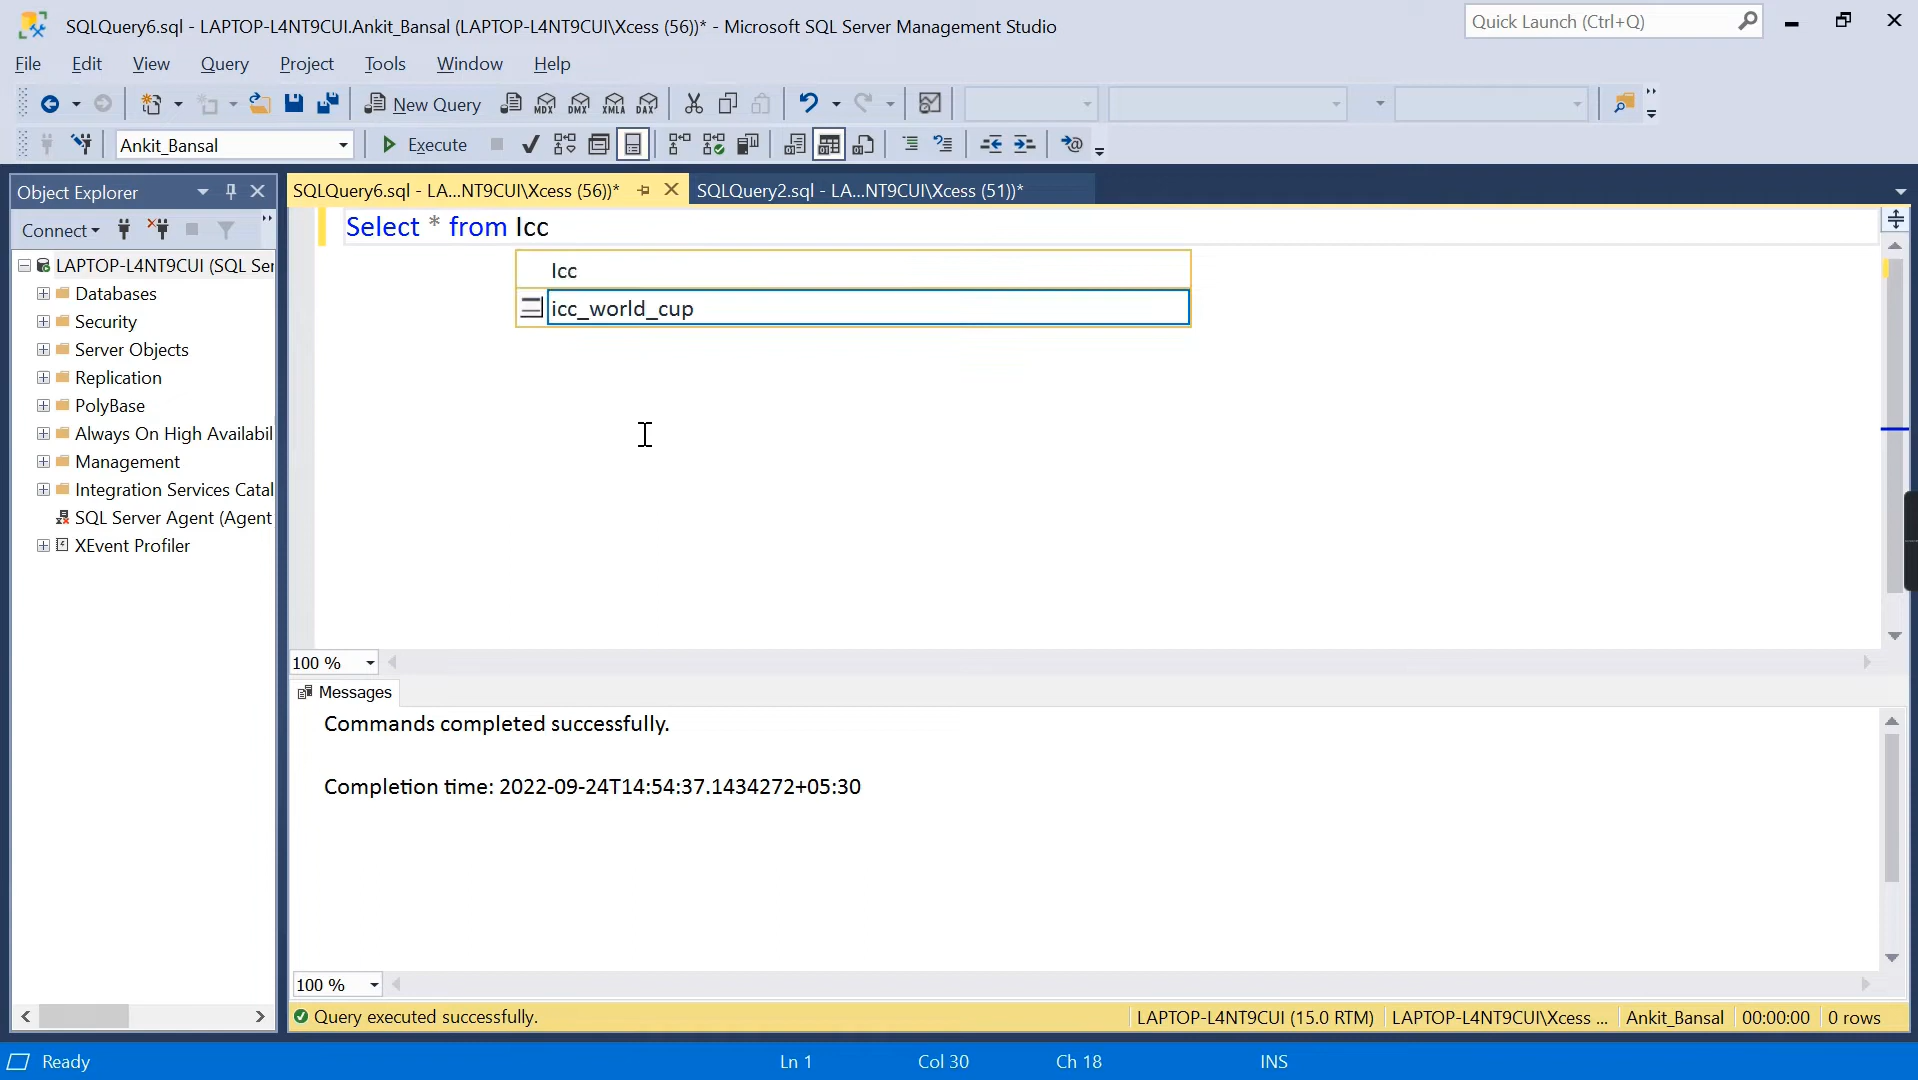 SQLQuery6.sql - LAPTOP-L4NT9CUI.Ankit_Bansal (LAPTOP-L4NT9CUI\Xcess (56))* - Microsoft SQL Server Management Studio
Quick Launch (Ctrl+Q)
File Edit View Query Project Tools Window Help
New Query MDX DMX XMLA DAX
Ankit_Bansal Execute
Object Explorer
SQLQuery6.sql - LA...NT9CUI\Xcess (56))* SQLQuery2.sql - LA...NT9CUI\Xcess (51))*
Connect
Select * from Icc
LAPTOP-L4NT9CUI (SQL Ser
Icc
Databases
icc_world_cup
Security
Server Objects
Replication
PolyBase
Always On High Availabil
Management
Integration Services Catal
SQL Server Agent (Agent
XEvent Profiler
100 %
Messages
Commands completed successfully.
Completion time: 2022-09-24T14:54:37.1434272+05:30
100 %
Query executed successfully. LAPTOP-L4NT9CUI (15.0 RTM) LAPTOP-L4NT9CUI\Xcess ... Ankit_Bansal 00:00:00 0 rows
Ready Ln 1 Col 30 Ch 18 INS